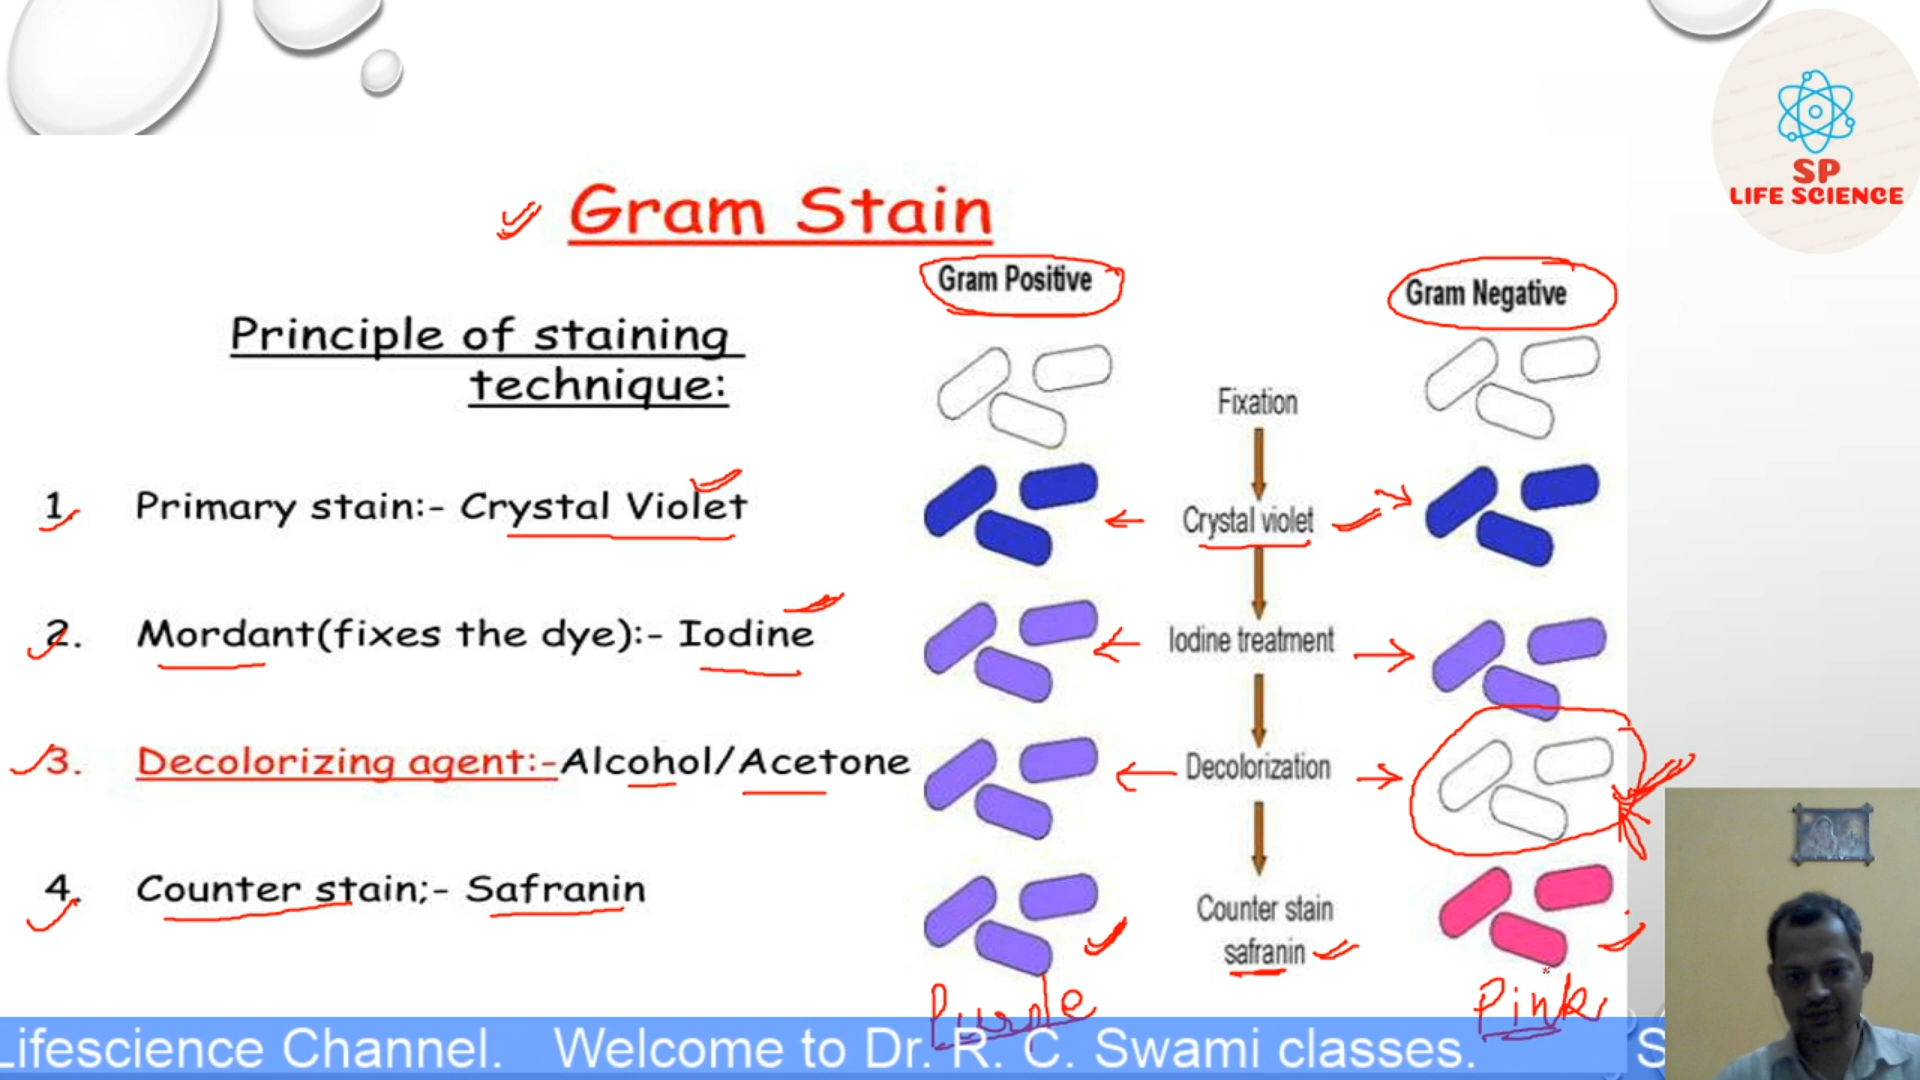 SP
LIFE SCIENCE
Gram Stain
Principle of staining
technique:
1. Primary stain:- Crystal Violet
2. Mordant(fixes the dye):- Iodine
3. Decolorizing agent:-Alcohol/Acetone
4. Counter stain;- Safranin
Gram Positive
Gram Negative
Fixation
Crystal violet
Iodine treatment
Decolorization
Counter stain
safranin
Purple
Pink
Lifescience Channel. Welcome to Dr. R. C. Swami classes. S